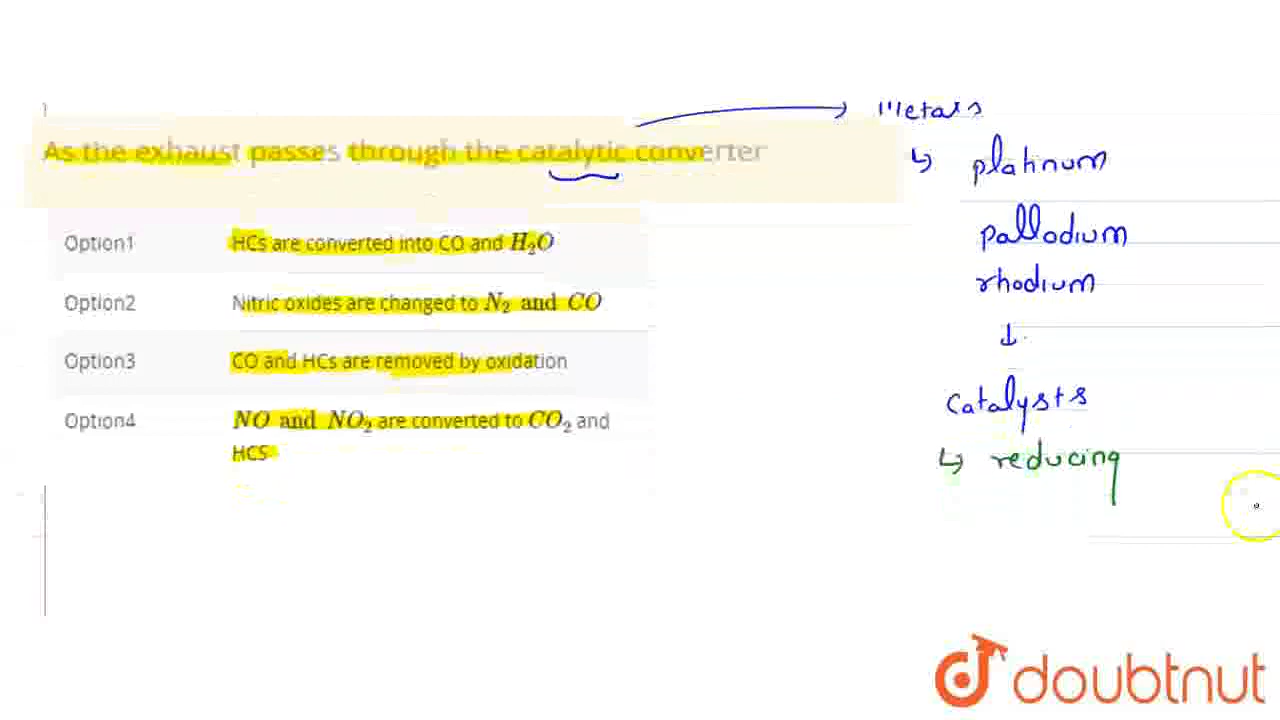 As the exhaust passes through the catalytic converter
Option1 HCs are converted into CO and H₂O
Option2 Nitric oxides are changed to N₂ and CO
Option3 CO and HCs are removed by oxidation
Option4 NO and NO₂ are converted to CO₂ and
HCS
→ Metals
↳ platinum
palladium
rhodium
↓
Catalysts
↳ reducing
doubtnut